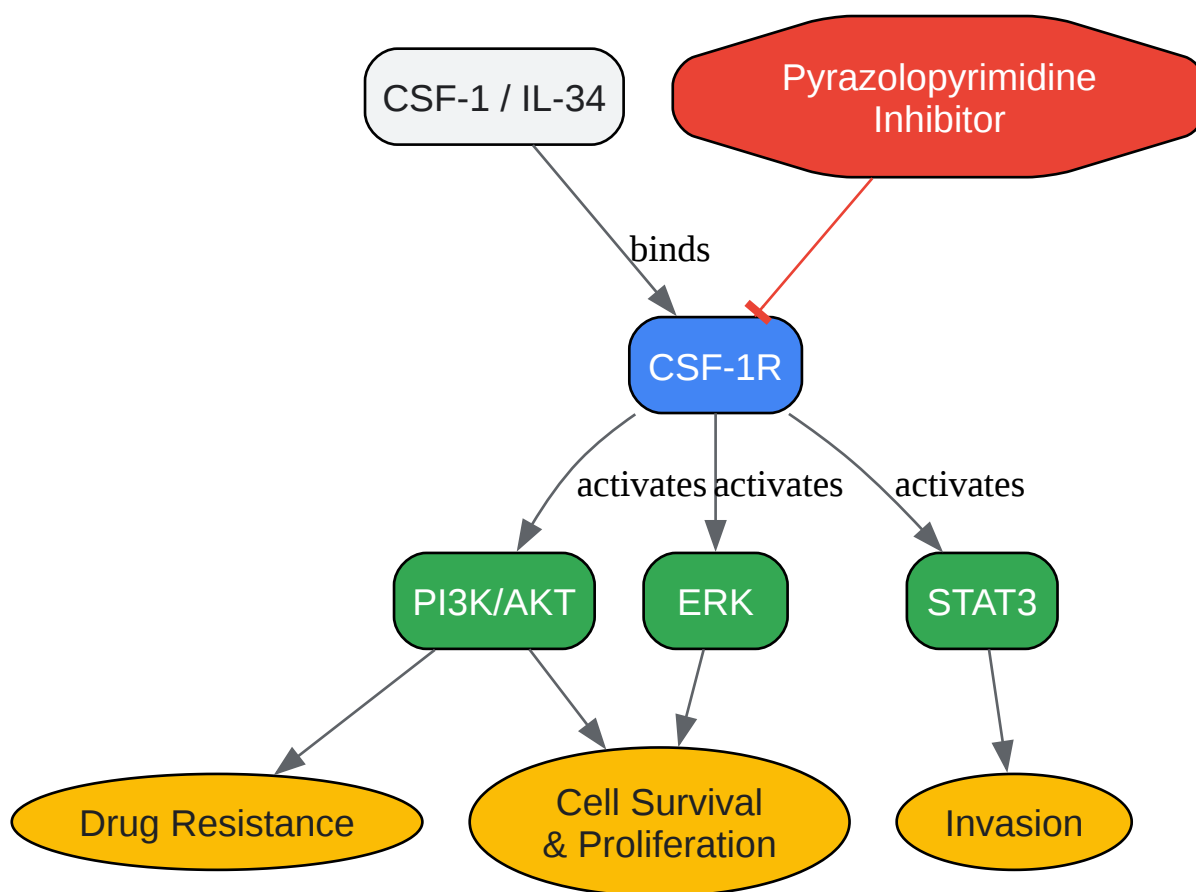 CSF-1 / IL-34
Pyrazolopyrimidine
Inhibitor
binds
CSF-1R
activates
activates
activates
PI3K/AKT
ERK
STAT3
Drug Resistance
Cell Survival
& Proliferation
Invasion